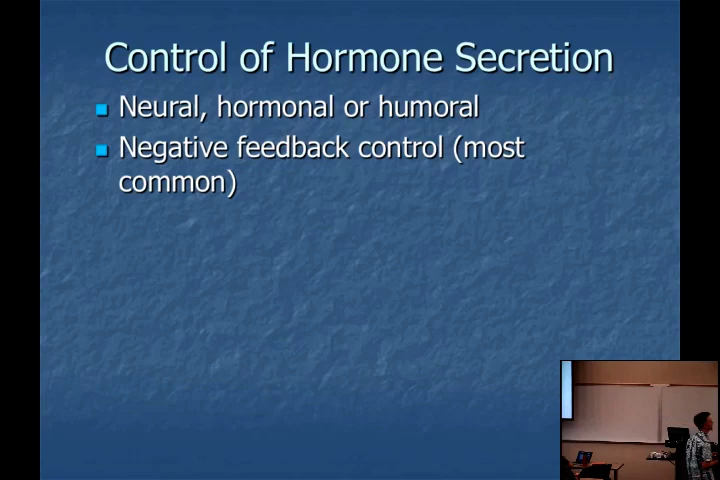 Control of Hormone Secretion
Neural, hormonal or humoral
Negative feedback control (most
common)